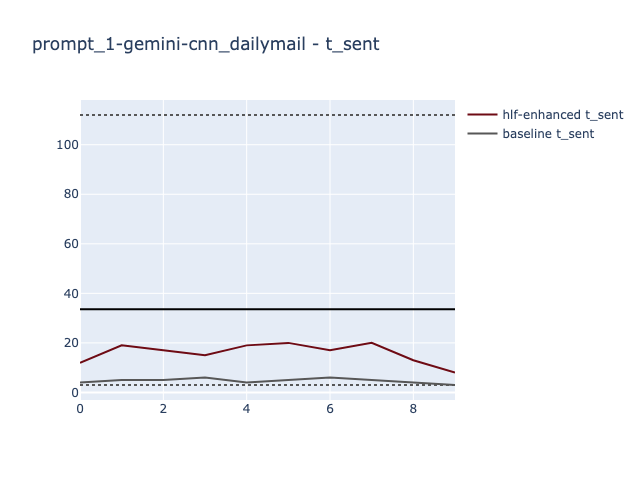 prompt_1-gemini-cnn_dailymail - t_sent
hlf-enhanced t_sent
baseline t_sent
100
80
60
40
20
0
0 2 4 6 8